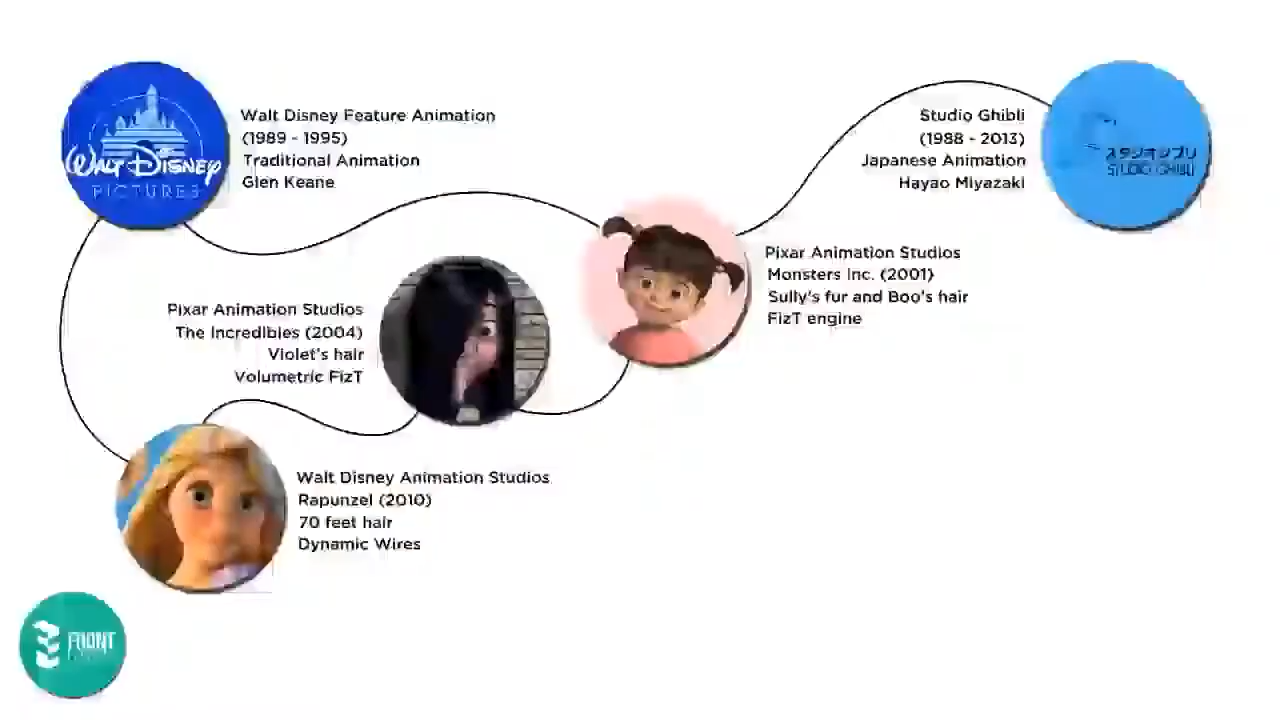 WALT DISNEY
PICTURES
Walt Disney Feature Animation
(1989 - 1995)
Traditional Animation
Glen Keane
Studio Ghibli
(1988 - 2013)
Japanese Animation
Hayao Miyazaki
スタジオジブリ
STUDIO GHIBLI
Pixar Animation Studios
Monsters Inc. (2001)
Sully's fur and Boo's hair
FizT engine
Pixar Animation Studios
The Incredibles (2004)
Violet's hair
Volumetric FizT
Walt Disney Animation Studios
Rapunzel (2010)
70 feet hair
Dynamic Wires
FRONT